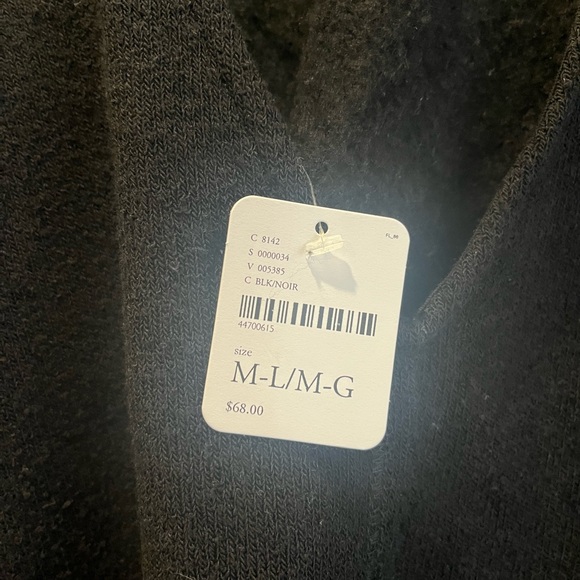 C 8142
S 0000034
V 005385
C BLK/NOIR
44700615
size
M-L/M-G
$68.00